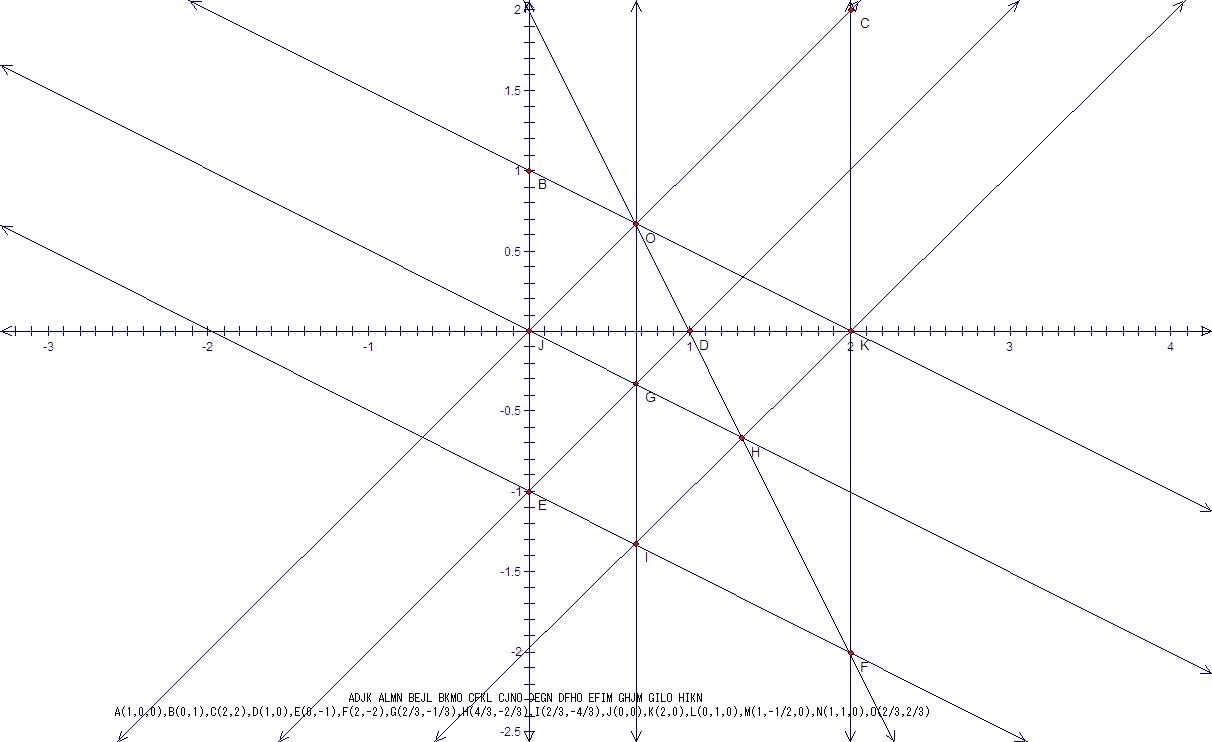 2
C
1.5
1
B
0.5
O
-3
-2
-1
J
1
D
2
K
3
4
G
-0.5
H
-1
E
-1.5
I
-2
F
ADJK ALMN BEJL BKMO CFKL CJNO DEGN DFHO EFIM GHJM GILO HIKN
A(1,0,0),B(0,1),C(2,2),D(1,0),E(0,-1),F(2,-2),G(2/3,-1/3),H(4/3,-2/3),I(2/3,-4/3),J(0,0),K(2,0),L(0,1,0),M(1,-1/2,0),N(1,1,0),O(2/3,2/3)
-2.5